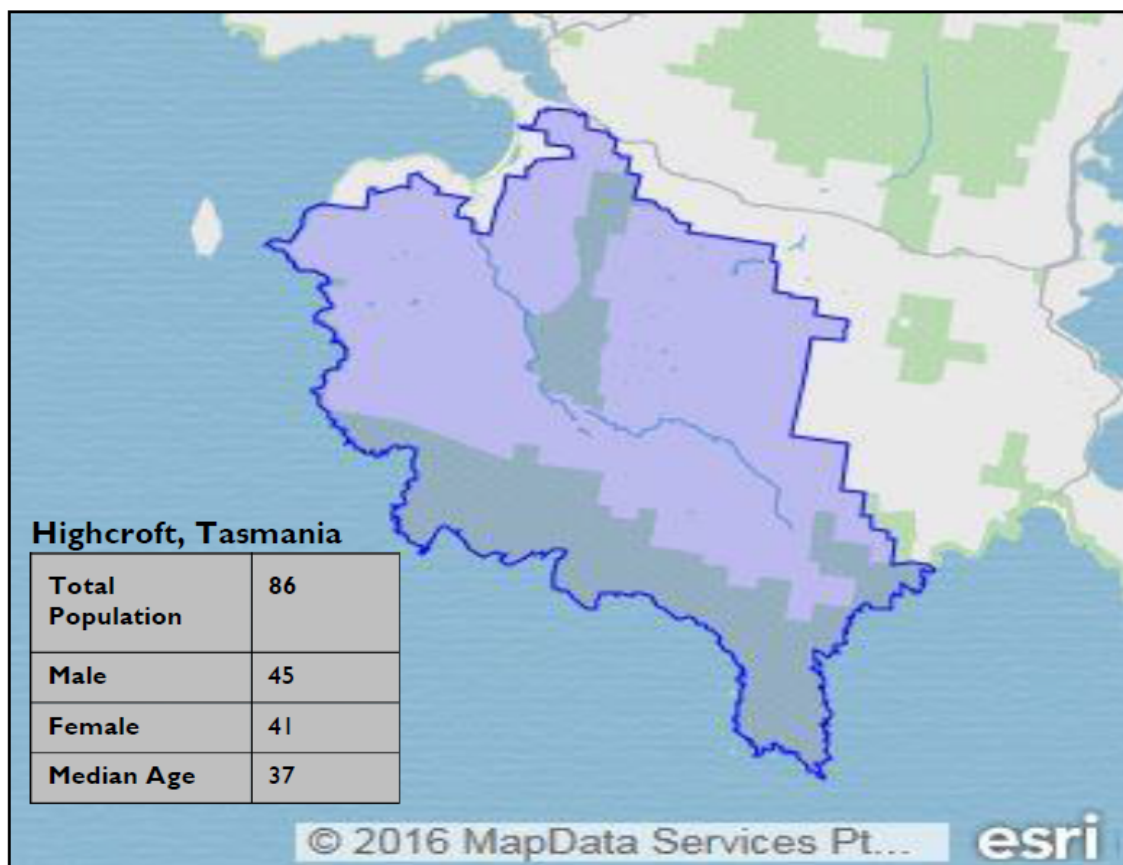 Highcroft, Tasmania
Total Population 86
Male 45
Female 41
Median Age 37
© 2016 MapData Services Pt...
esri